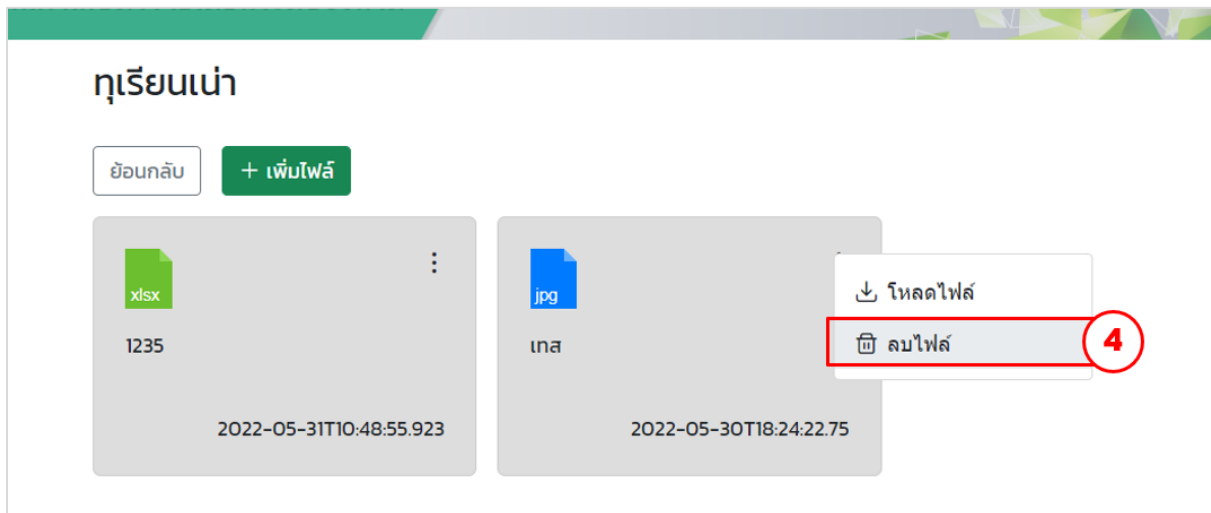 ทุเรียนเน่า
ย้อนกลับ
+ เพิ่มไฟล์
xlsx
1235
2022-05-31T10:48:55.923
jpg
เทส
2022-05-30T18:24:22.75
โหลดไฟล์
ลบไฟล์
4